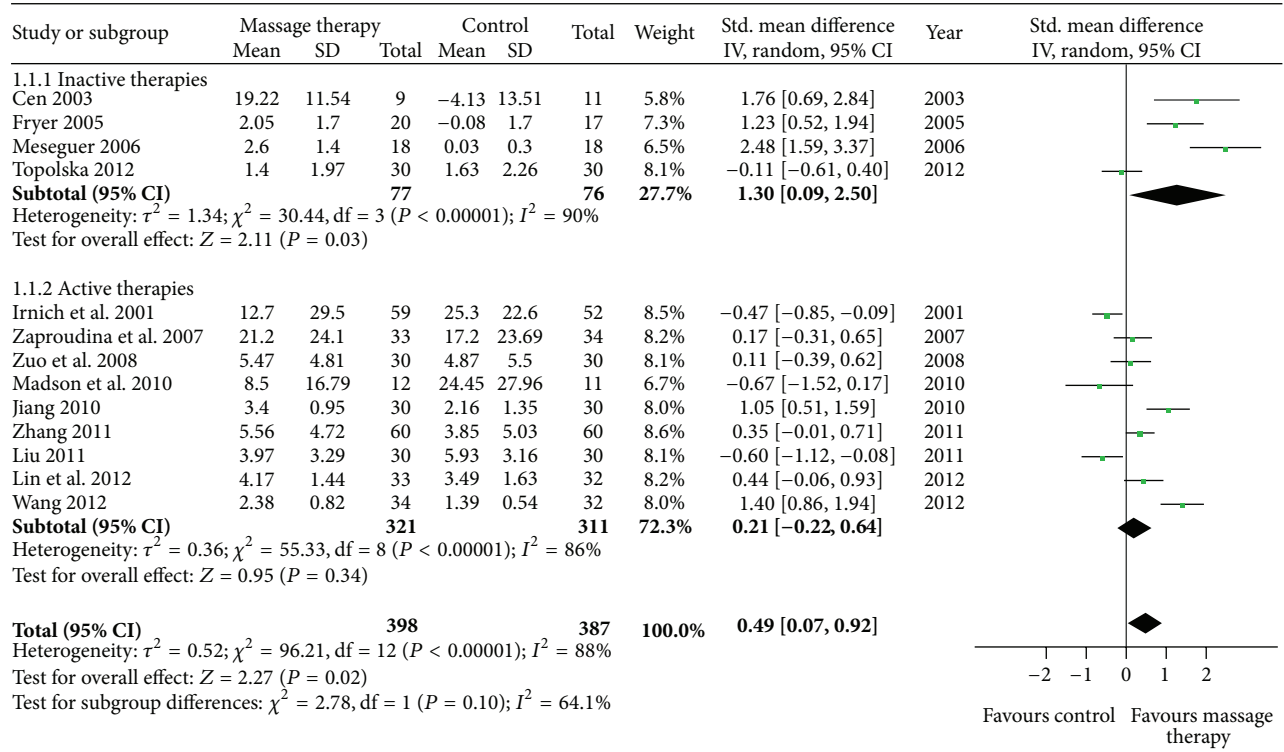 Study or subgroup Massage therapy Control Total Weight Std. mean difference Year Std. mean difference
Mean SD Total Mean SD IV, random, 95% CI IV, random, 95% CI
1.1.1 Inactive therapies
Cen 2003 19.22 11.54 9 −4.13 13.51 11 5.8% 1.76 [0.69, 2.84] 2003
Fryer 2005 2.05 1.7 20 −0.08 1.7 17 7.3% 1.23 [0.52, 1.94] 2005
Meseguer 2006 2.6 1.4 18 0.03 0.3 18 6.5% 2.48 [1.59, 3.37] 2006
Topolska 2012 1.4 1.97 30 1.63 2.26 30 8.1% −0.11 [−0.61, 0.40] 2012
Subtotal (95% CI) 77 76 27.7% 1.30 [0.09, 2.50]
Heterogeneity: τ² = 1.34; χ² = 30.44, df = 3 (P < 0.00001); I² = 90%
Test for overall effect: Z = 2.11 (P = 0.03)
1.1.2 Active therapies
Irnich et al. 2001 12.7 29.5 59 25.3 22.6 52 8.5% −0.47 [−0.85, −0.09] 2001
Zaproudina et al. 2007 21.2 24.1 33 17.2 23.69 34 8.2% 0.17 [−0.31, 0.65] 2007
Zuo et al. 2008 5.47 4.81 30 4.87 5.5 30 8.1% 0.11 [−0.39, 0.62] 2008
Madson et al. 2010 8.5 16.79 12 24.45 27.96 11 6.7% −0.67 [−1.52, 0.17] 2010
Jiang 2010 3.4 0.95 30 2.16 1.35 30 8.0% 1.05 [0.51, 1.59] 2010
Zhang 2011 5.56 4.72 60 3.85 5.03 60 8.6% 0.35 [−0.01, 0.71] 2011
Liu 2011 3.97 3.29 30 5.93 3.16 30 8.1% −0.60 [−1.12, −0.08] 2011
Lin et al. 2012 4.17 1.44 33 3.49 1.63 32 8.2% 0.44 [−0.06, 0.93] 2012
Wang 2012 2.38 0.82 34 1.39 0.54 32 8.0% 1.40 [0.86, 1.94] 2012
Subtotal (95% CI) 321 311 72.3% 0.21 [−0.22, 0.64]
Heterogeneity: τ² = 0.36; χ² = 55.33, df = 8 (P < 0.00001); I² = 86%
Test for overall effect: Z = 0.95 (P = 0.34)
Total (95% CI) 398 387 100.0% 0.49 [0.07, 0.92]
Heterogeneity: τ² = 0.52; χ² = 96.21, df = 12 (P < 0.00001); I² = 88%
Test for overall effect: Z = 2.27 (P = 0.02)
Test for subgroup differences: χ² = 2.78, df = 1 (P = 0.10); I² = 64.1%
−2 −1 0 1 2
Favours control Favours massage
therapy